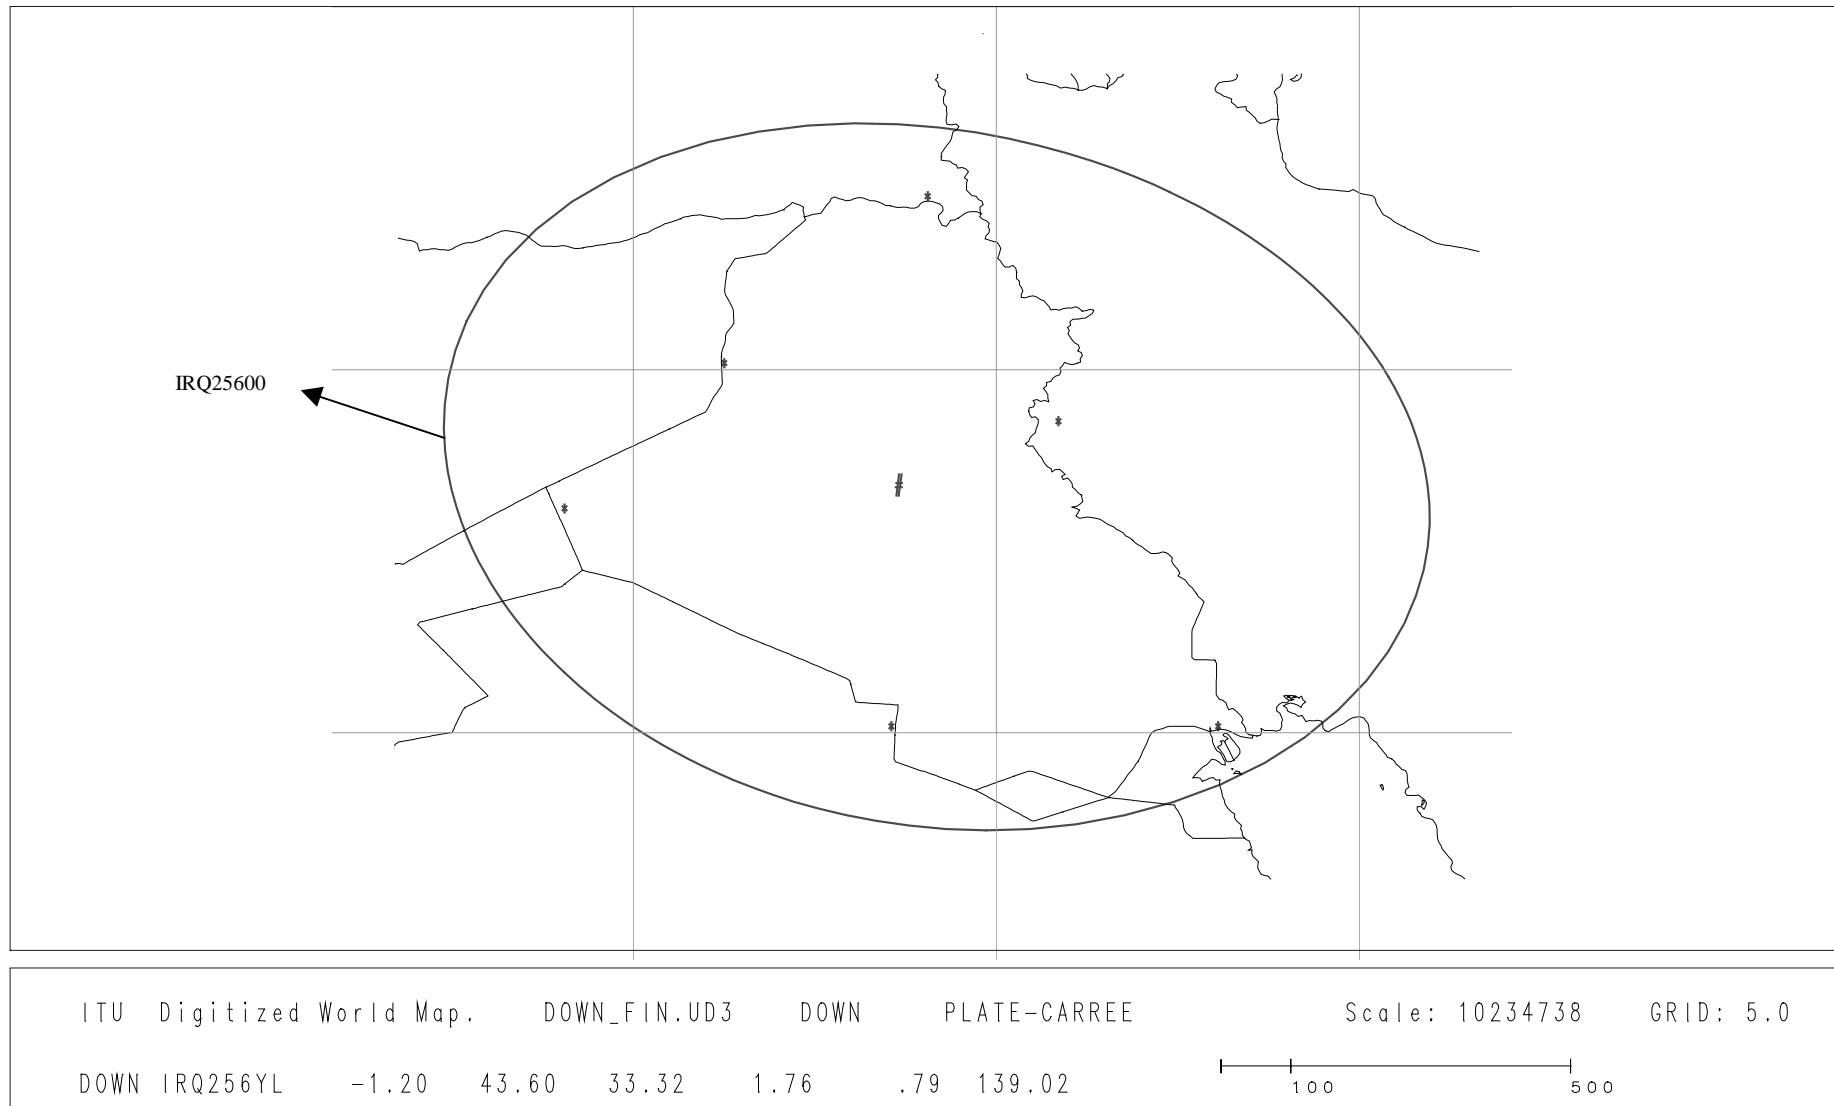 IRQ25600
ITU Digitized World Map. DOWN_FIN.UD3 DOWN PLATE-CARREE Scale: 10234738 GRID: 5.0
DOWN IRQ256YL -1.20 43.60 33.32 1.76 .79 139.02 100 500